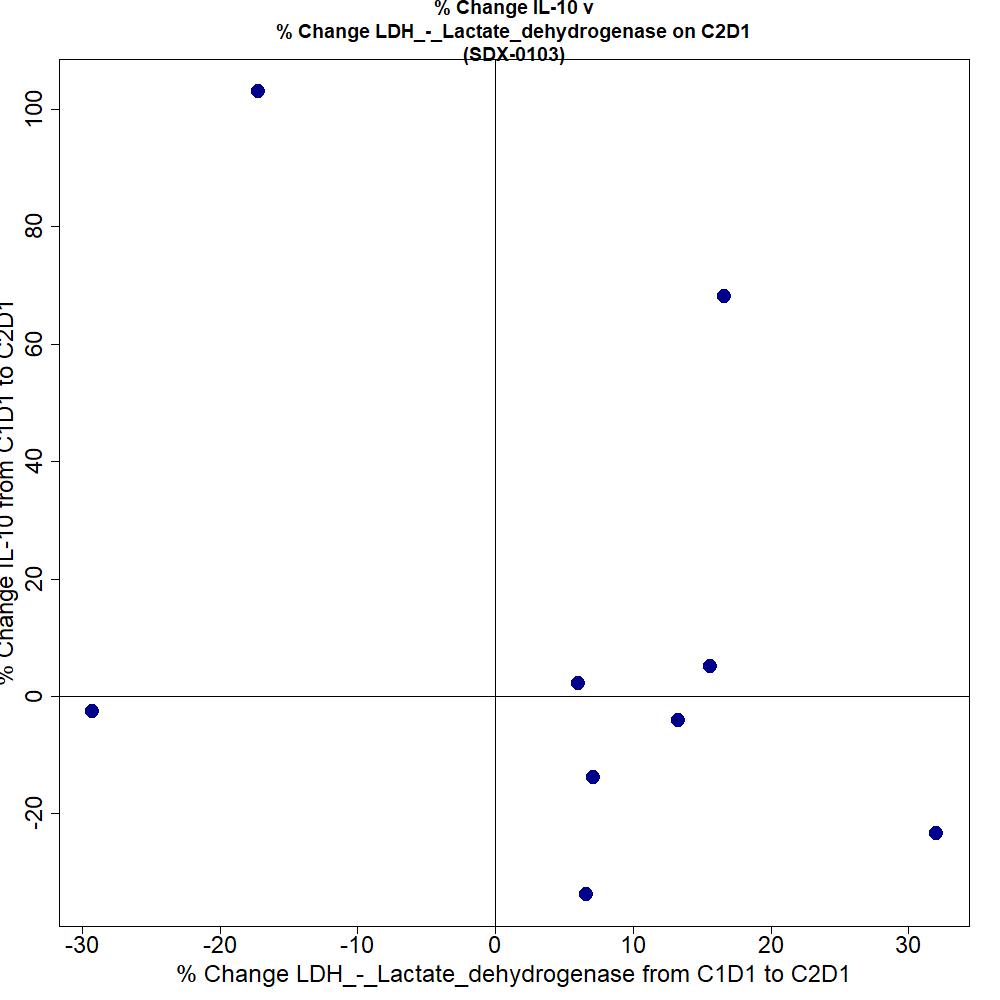 % Change IL-10 v
% Change LDH_-_Lactate_dehydrogenase on C2D1
(SDX-0103)
% Change IL-10 from C1D1 to C2D1
100
80
60
40
20
0
-20
-30
-20
-10
0
10
20
30
% Change LDH_-_Lactate_dehydrogenase from C1D1 to C2D1